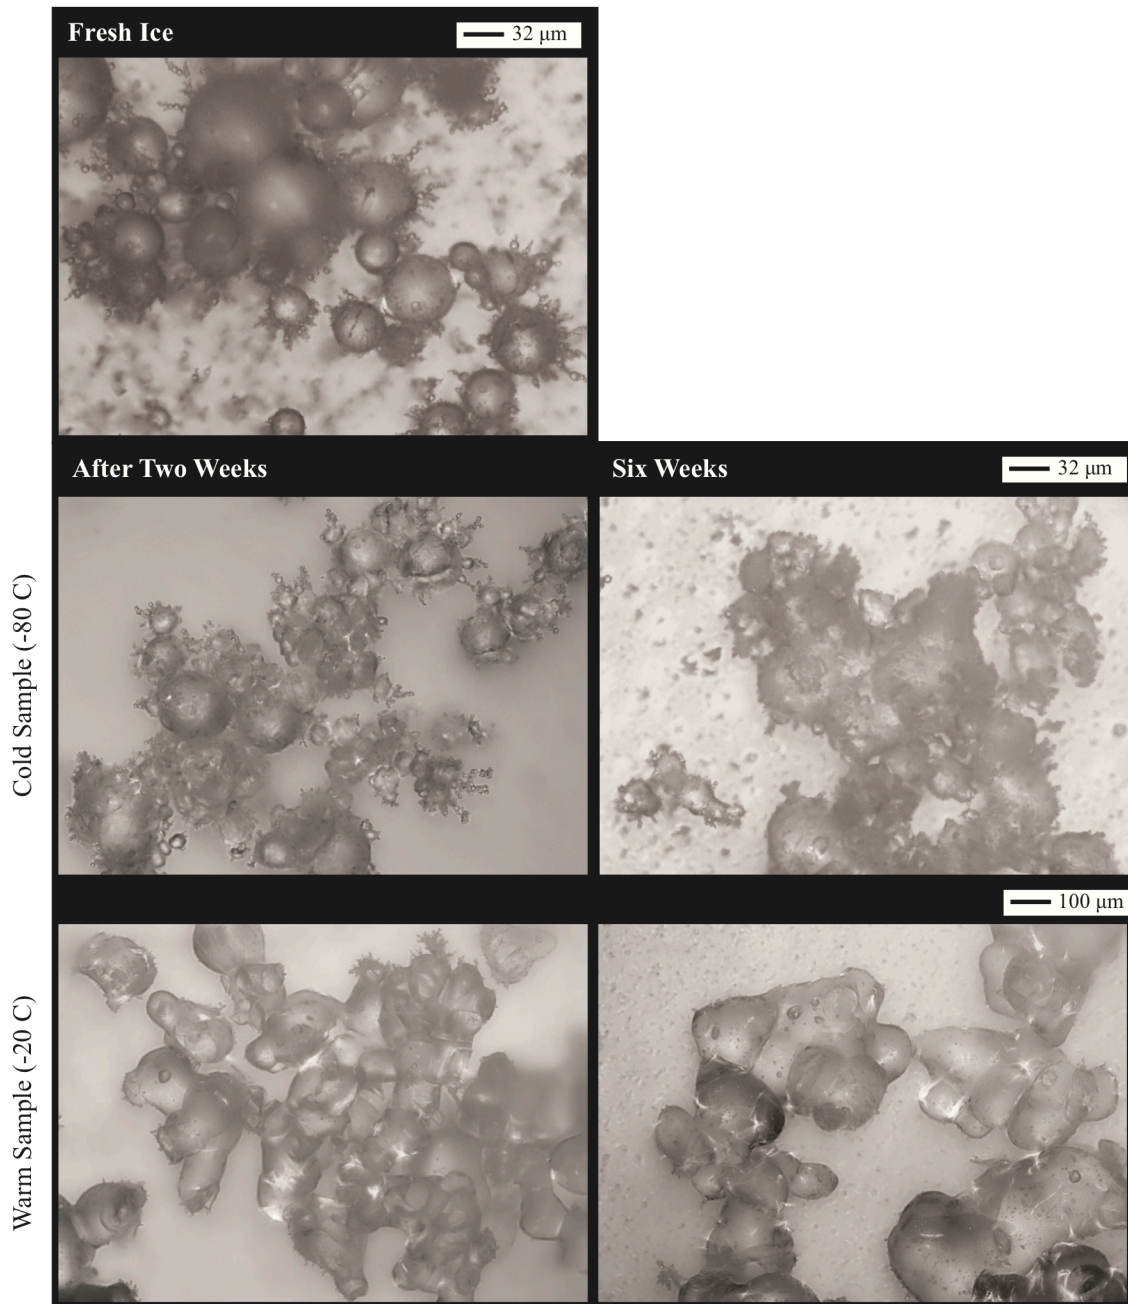 Fresh Ice
32 μm
After Two Weeks
Six Weeks
32 μm
Cold Sample (-80 C)
100 μm
Warm Sample (-20 C)